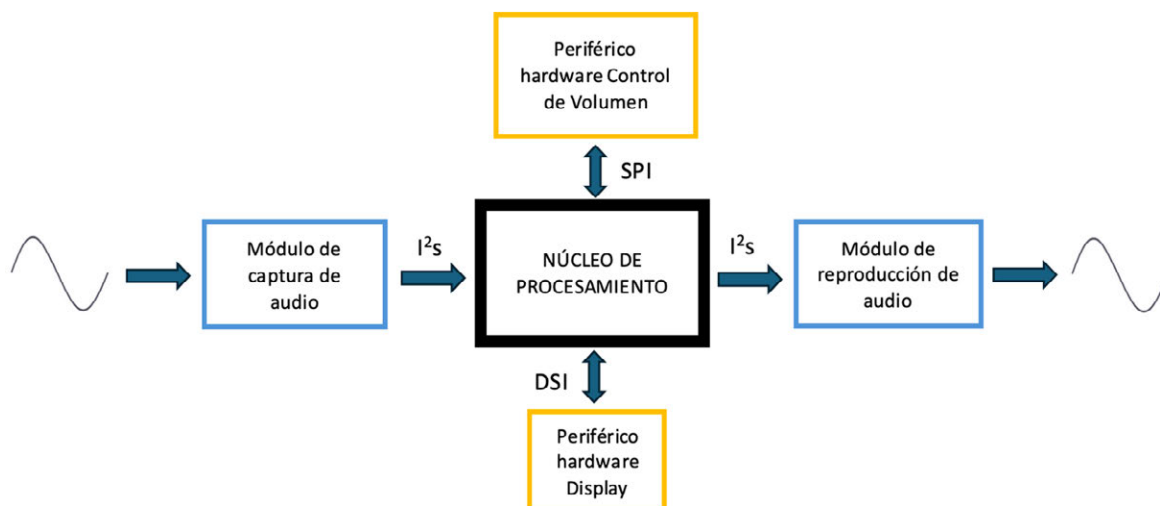 Periférico
hardware Control
de Volumen
SPI
Módulo de
captura de
audio
I²s
NÚCLEO DE
PROCESAMIENTO
I²s
Módulo de
reproducción de
audio
DSI
Periférico
hardware
Display